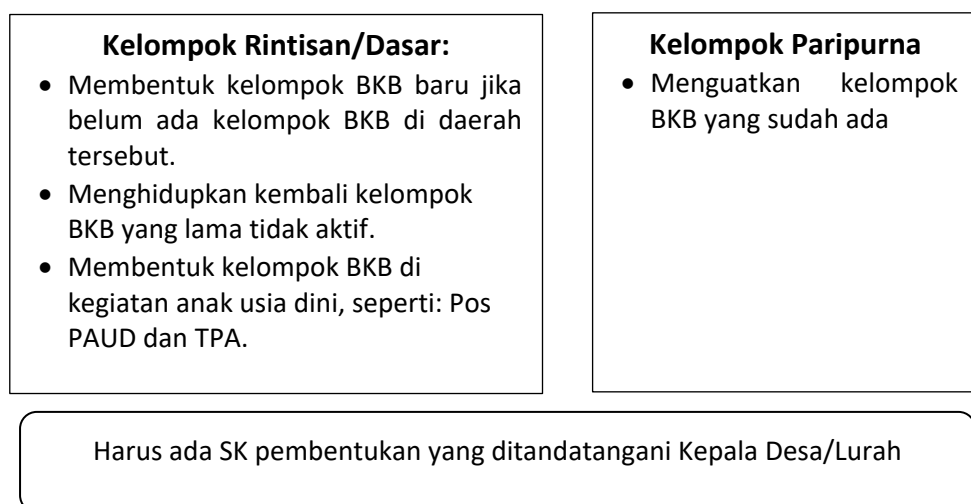 Kelompok Rintisan/Dasar:
• Membentuk kelompok BKB baru jika
belum ada kelompok BKB di daerah
tersebut.
• Menghidupkan kembali kelompok
BKB yang lama tidak aktif.
• Membentuk kelompok BKB di
kegiatan anak usia dini, seperti: Pos
PAUD dan TPA.
Kelompok Paripurna
• Menguatkan kelompok
BKB yang sudah ada
Harus ada SK pembentukan yang ditandatangani Kepala Desa/Lurah